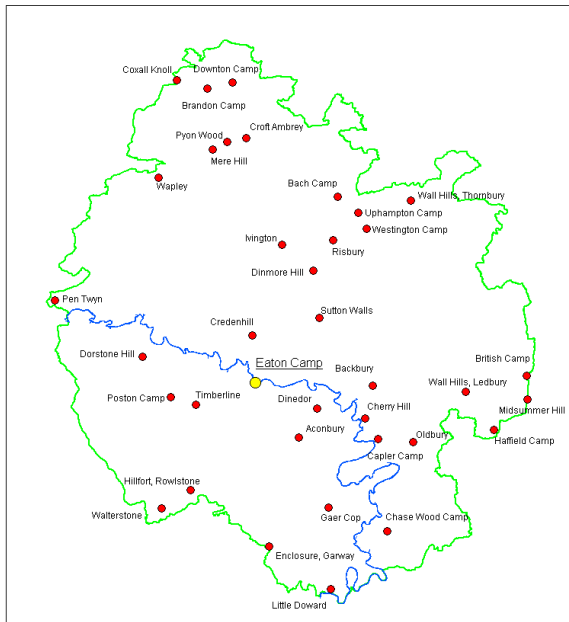 Coxall Knoll
Downton Camp
Brandon Camp
Croft Ambrey
Pyon Wood
Mere Hill
Wapley
Bach Camp
Wall Hills, Thornbury
Uphampton Camp
Westington Camp
Ivington
Risbury
Dinmore Hill
Pen Twyn
Sutton Walls
Credenhill
Dorstone Hill
Eaton Camp
British Camp
Backbury
Wall Hills, Ledbury
Poston Camp
Timberline
Dinedor
Midsummer Hill
Cherry Hill
Aconbury
Oldbury
Haffield Camp
Capler Camp
Hillfort, Rowlstone
Walterstone
Gaer Cop
Chase Wood Camp
Enclosure, Garway
Little Doward